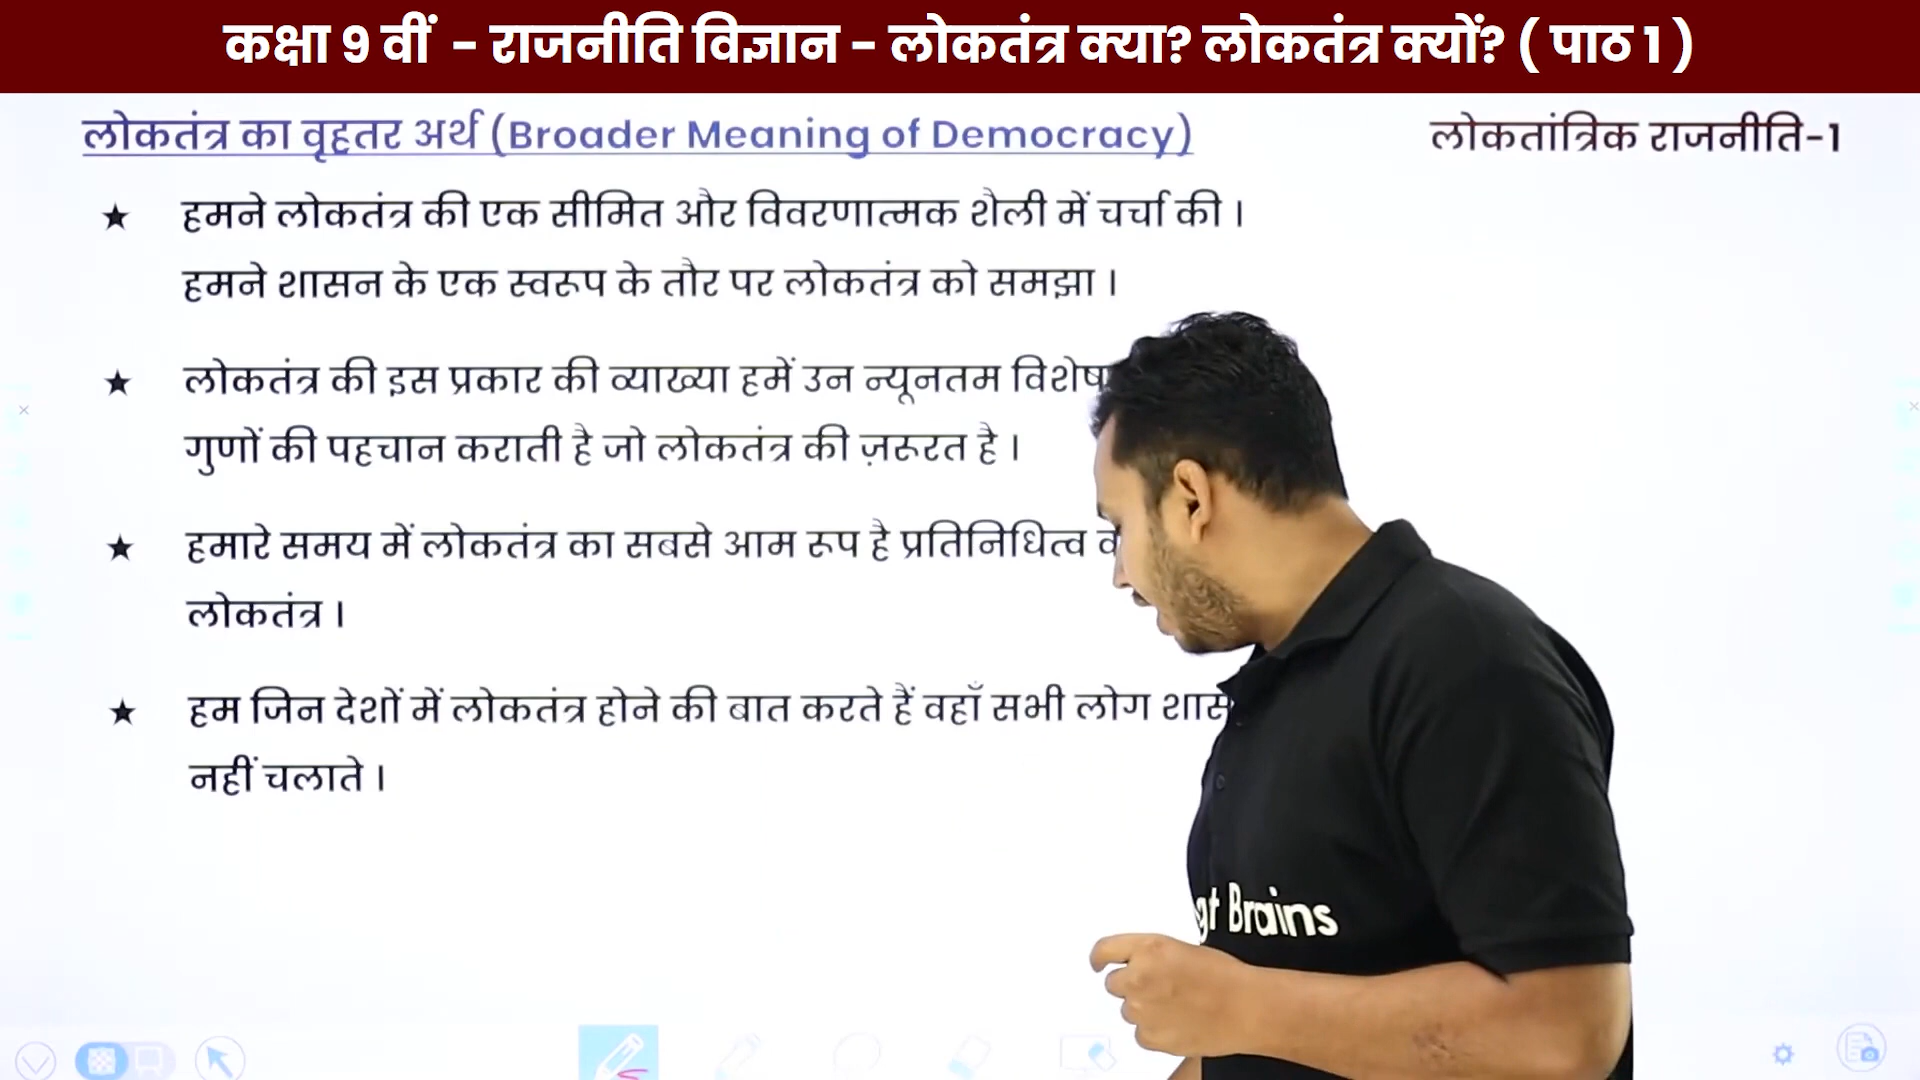 कक्षा 9 वीं - राजनीति विज्ञान - लोकतंत्र क्या? लोकतंत्र क्यों? ( पाठ 1 )
लोकतंत्र का वृहतर अर्थ (Broader Meaning of Democracy)
लोकतांत्रिक राजनीति-1
★ हमने लोकतंत्र की एक सीमित और विवरणात्मक शैली में चर्चा की ।
हमने शासन के एक स्वरूप के तौर पर लोकतंत्र को समझा ।
★ लोकतंत्र की इस प्रकार की व्याख्या हमें उन न्यूनतम
गुणों की पहचान कराती है जो लोकतंत्र की ज़रूरत है ।
★ हमारे समय में लोकतंत्र का सबसे आम रूप है प्रतिनिधित्व
लोकतंत्र ।
★ हम जिन देशों में लोकतंत्र होने की बात करते हैं वहाँ सभी लोग
नहीं चलाते ।
Brains